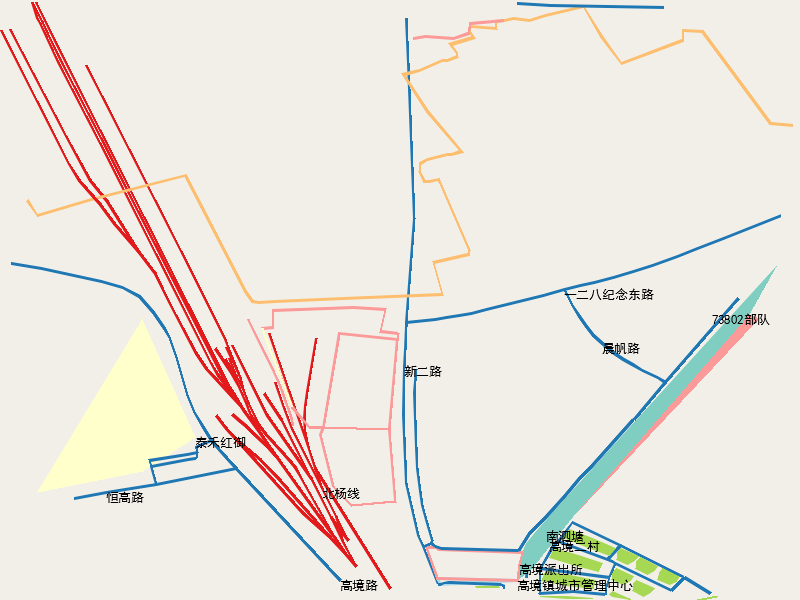 一二八纪念东路
73802部队
晨帆路
新二路
泰禾红御
北杨线
恒高路
南泗塘
高境二村
高境派出所
高境路
高境镇城市管理中心